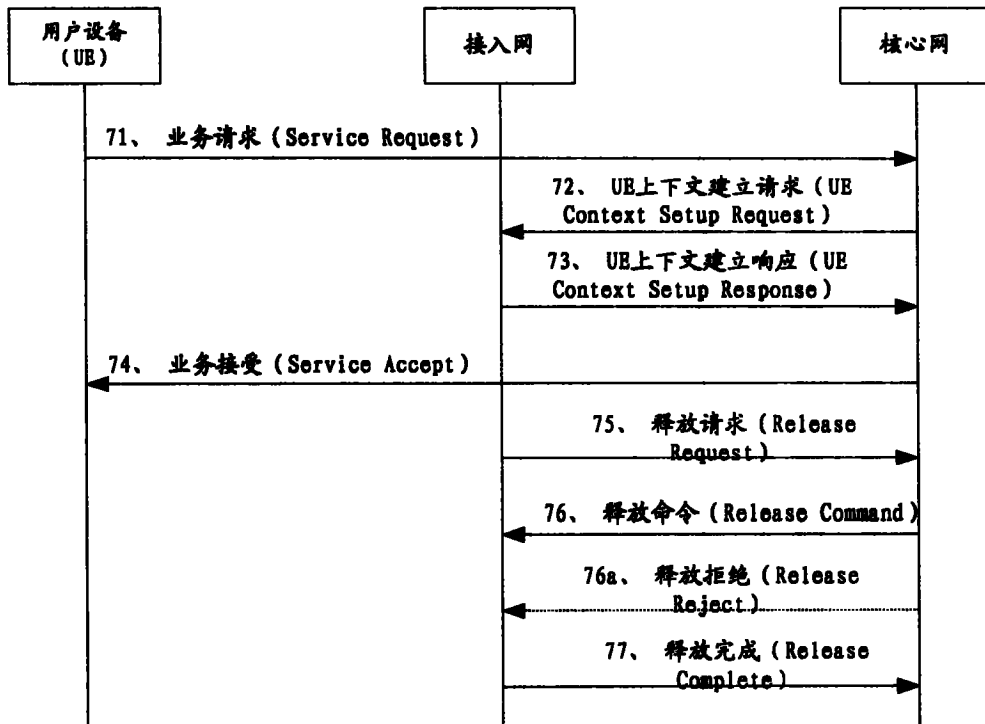 用户设备
(UE)
接入网
核心网
71、 业务请求(Service Request)
72、 UE上下文建立请求(UE
Context Setup Request)
73、 UE上下文建立响应(UE
Context Setup Response)
74、 业务接受(Service Accept)
75、 释放请求(Release
Request)
76、 释放命令(Release Command)
76a、 释放拒绝(Release
Reject)
77、 释放完成(Release
Complete)